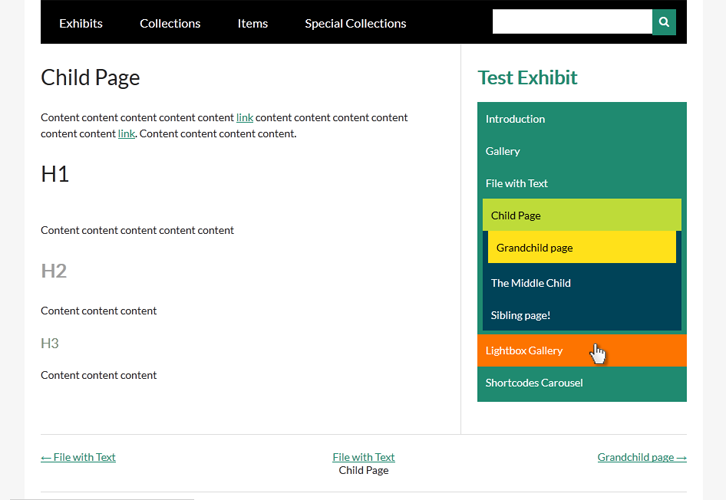 Exhibits Collections Items Special Collections
Child Page
Content content content content content link content content content content
content content link. Content content content content.
H1
Content content content content content
H2
Content content content
H3
Content content content
Test Exhibit
Introduction
Gallery
File with Text
Child Page
Grandchild page
The Middle Child
Sibling page!
Lightbox Gallery
Shortcodes Carousel
← File with Text
File with Text
Child Page
Grandchild page →